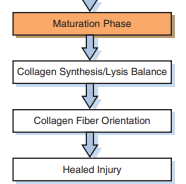 Maturation Phase
Collagen Synthesis/Lysis Balance
Collagen Fiber Orientation
Healed Injury